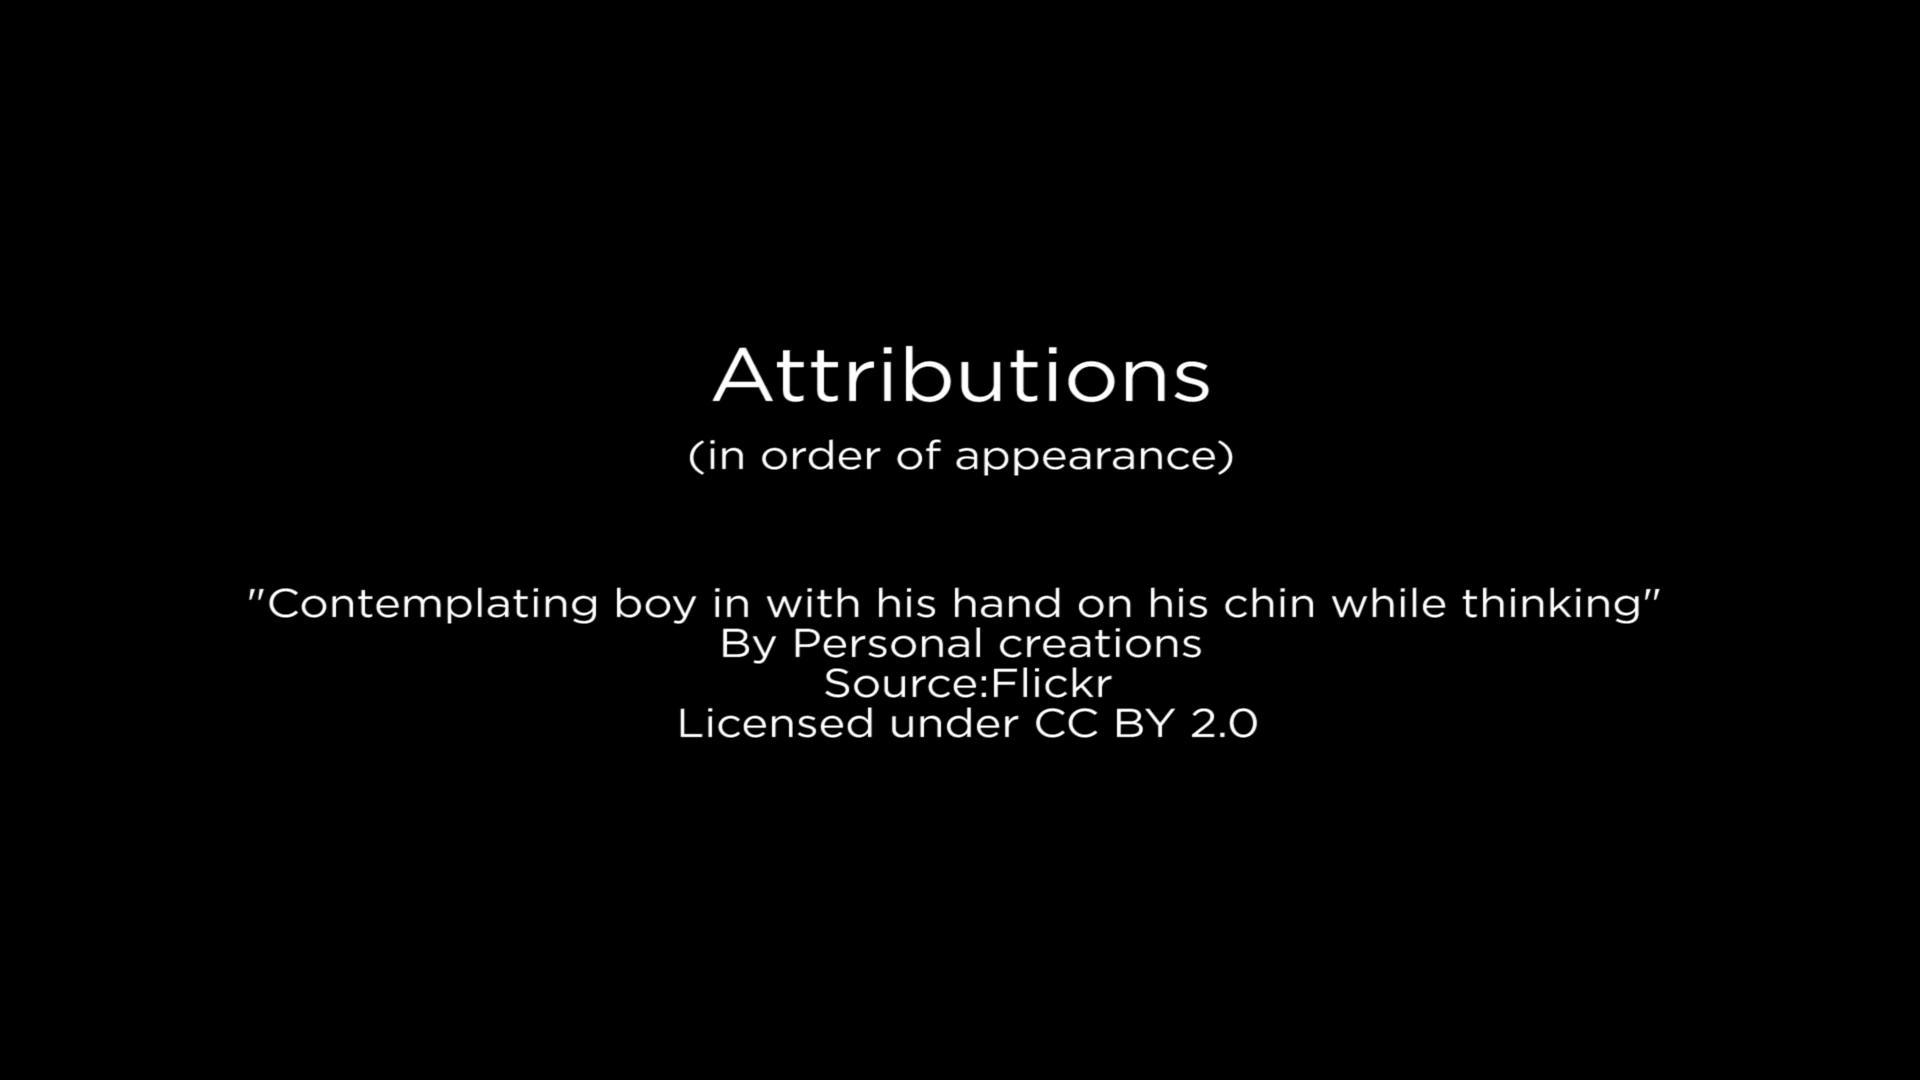 Attributions
(in order of appearance)
"Contemplating boy in with his hand on his chin while thinking"
By Personal creations
Source:Flickr
Licensed under CC BY 2.0